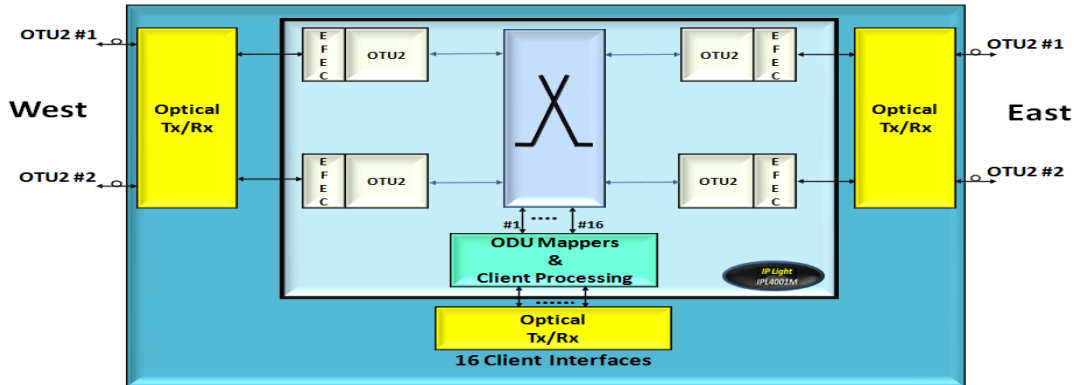 OTU2 #1
West
OTU2 #2
Optical
Tx/Rx
E
F
E
C
OTU2
E
F
E
C
OTU2
#1
....
#16
ODU Mappers
&
Client Processing
......
Optical
Tx/Rx
16 Client Interfaces
OTU2
E
F
E
C
OTU2
E
F
E
C
IP Light
IPL4001M
Optical
Tx/Rx
OTU2 #1
East
OTU2 #2